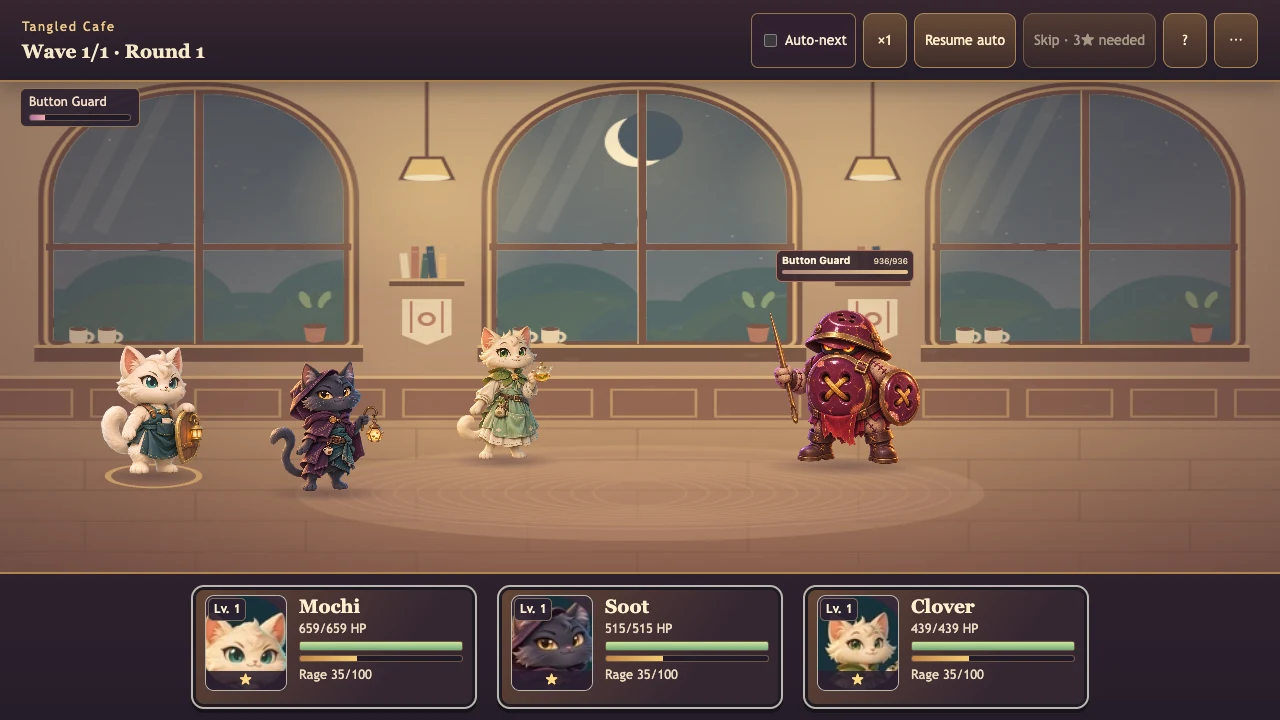 Tangled Cafe
Wave 1/1 · Round 1
Auto-next
×1
Resume auto
Skip · 3★ needed
?
···
Button Guard
Button Guard 936/936
Lv. 1
Mochi
659/659 HP
Rage 35/100
Lv. 1
Soot
515/515 HP
Rage 35/100
Lv. 1
Clover
439/439 HP
Rage 35/100